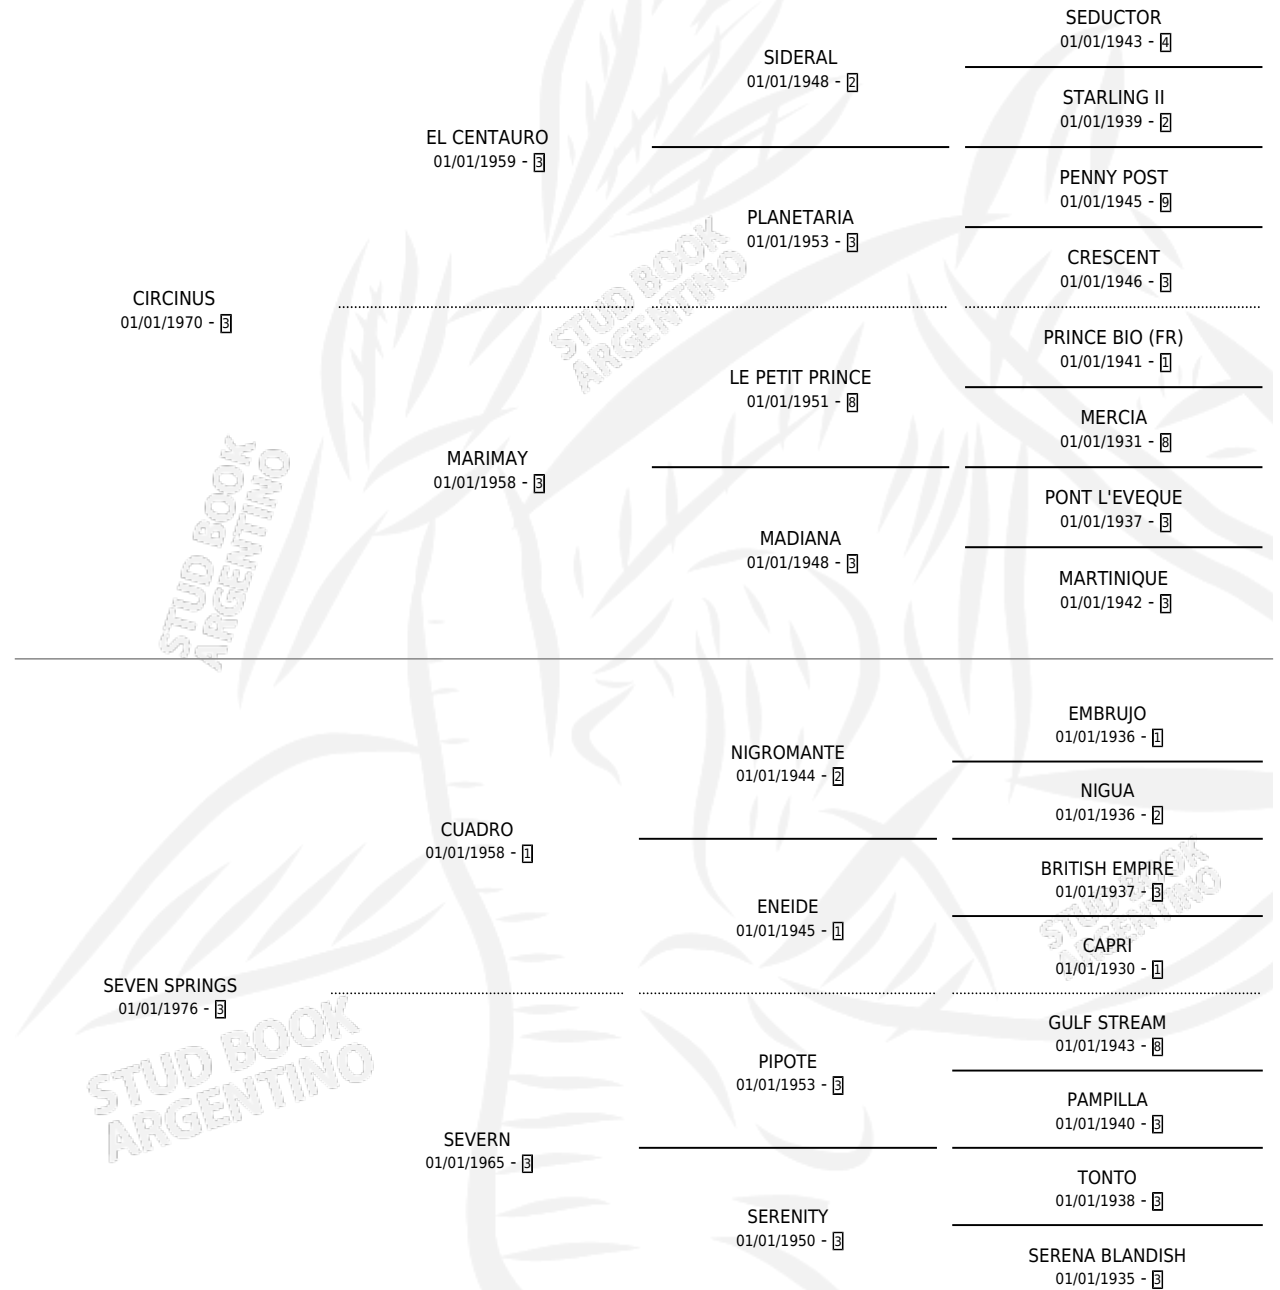 SEDUCTOR
01/01/1943 - 4
SIDERAL
01/01/1948 - 2
STARLING II
01/01/1939 - 2
EL CENTAURO
01/01/1959 - 3
PENNY POST
01/01/1945 - 9
PLANETARIA
01/01/1953 - 3
CRESCENT
01/01/1946 - 3
CIRCINUS
01/01/1970 - 3
PRINCE BIO (FR)
01/01/1941 - 1
LE PETIT PRINCE
01/01/1951 - 8
MERCIA
01/01/1931 - 8
MARIMAY
01/01/1958 - 3
PONT L'EVEQUE
01/01/1937 - 3
MADIANA
01/01/1948 - 3
MARTINIQUE
01/01/1942 - 3
EMBRUJO
01/01/1936 - 1
NIGROMANTE
01/01/1944 - 2
NIGUA
01/01/1936 - 2
CUADRO
01/01/1958 - 1
BRITISH EMPIRE
01/01/1937 - 3
ENEIDE
01/01/1945 - 1
CAPRI
01/01/1930 - 1
SEVEN SPRINGS
01/01/1976 - 3
GULF STREAM
01/01/1943 - 8
PIPOTE
01/01/1953 - 3
PAMPILLA
01/01/1940 - 3
SEVERN
01/01/1965 - 3
TONTO
01/01/1938 - 3
SERENITY
01/01/1950 - 3
SERENA BLANDISH
01/01/1935 - 3
STUD BOOK
ARGENTINO
STUD BOOK
ARGENTINO
STUD BOOK
ARGENTINO
STUD BOOK
ARGENTINO